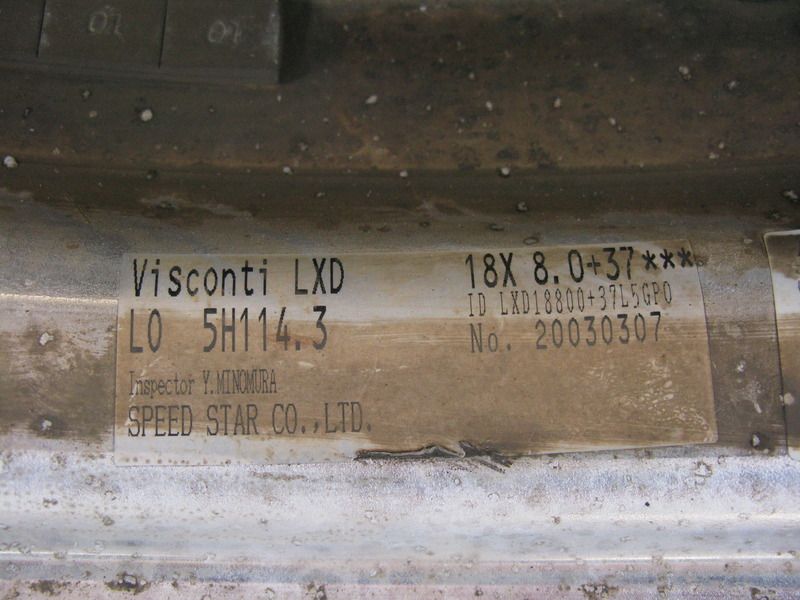 Visconti LXD
18X 8.0+37***
ID LXD18800+37L5GPO
LO 5H114.3
No. 20030307
Inspector Y.MINOMURA
SPEED STAR CO.,LTD.